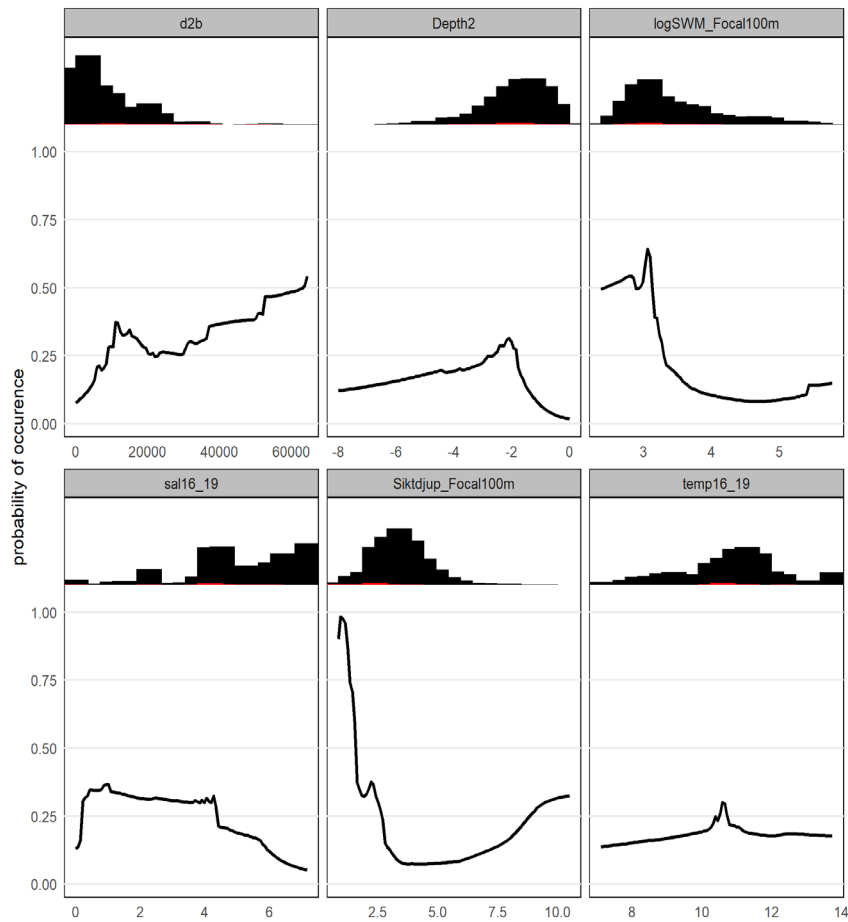 d2b Depth2 logSWM_Focal100m
1.00
0.75
0.50
0.25
0.00
0 20000 40000 60000 -8 -6 -4 -2 0 3 4 5
probability of occurence
sal16_19 Siktdjup_Focal100m temp16_19
1.00
0.75
0.50
0.25
0.00
0 2 4 6 2.5 5.0 7.5 10.0 8 10 12 14